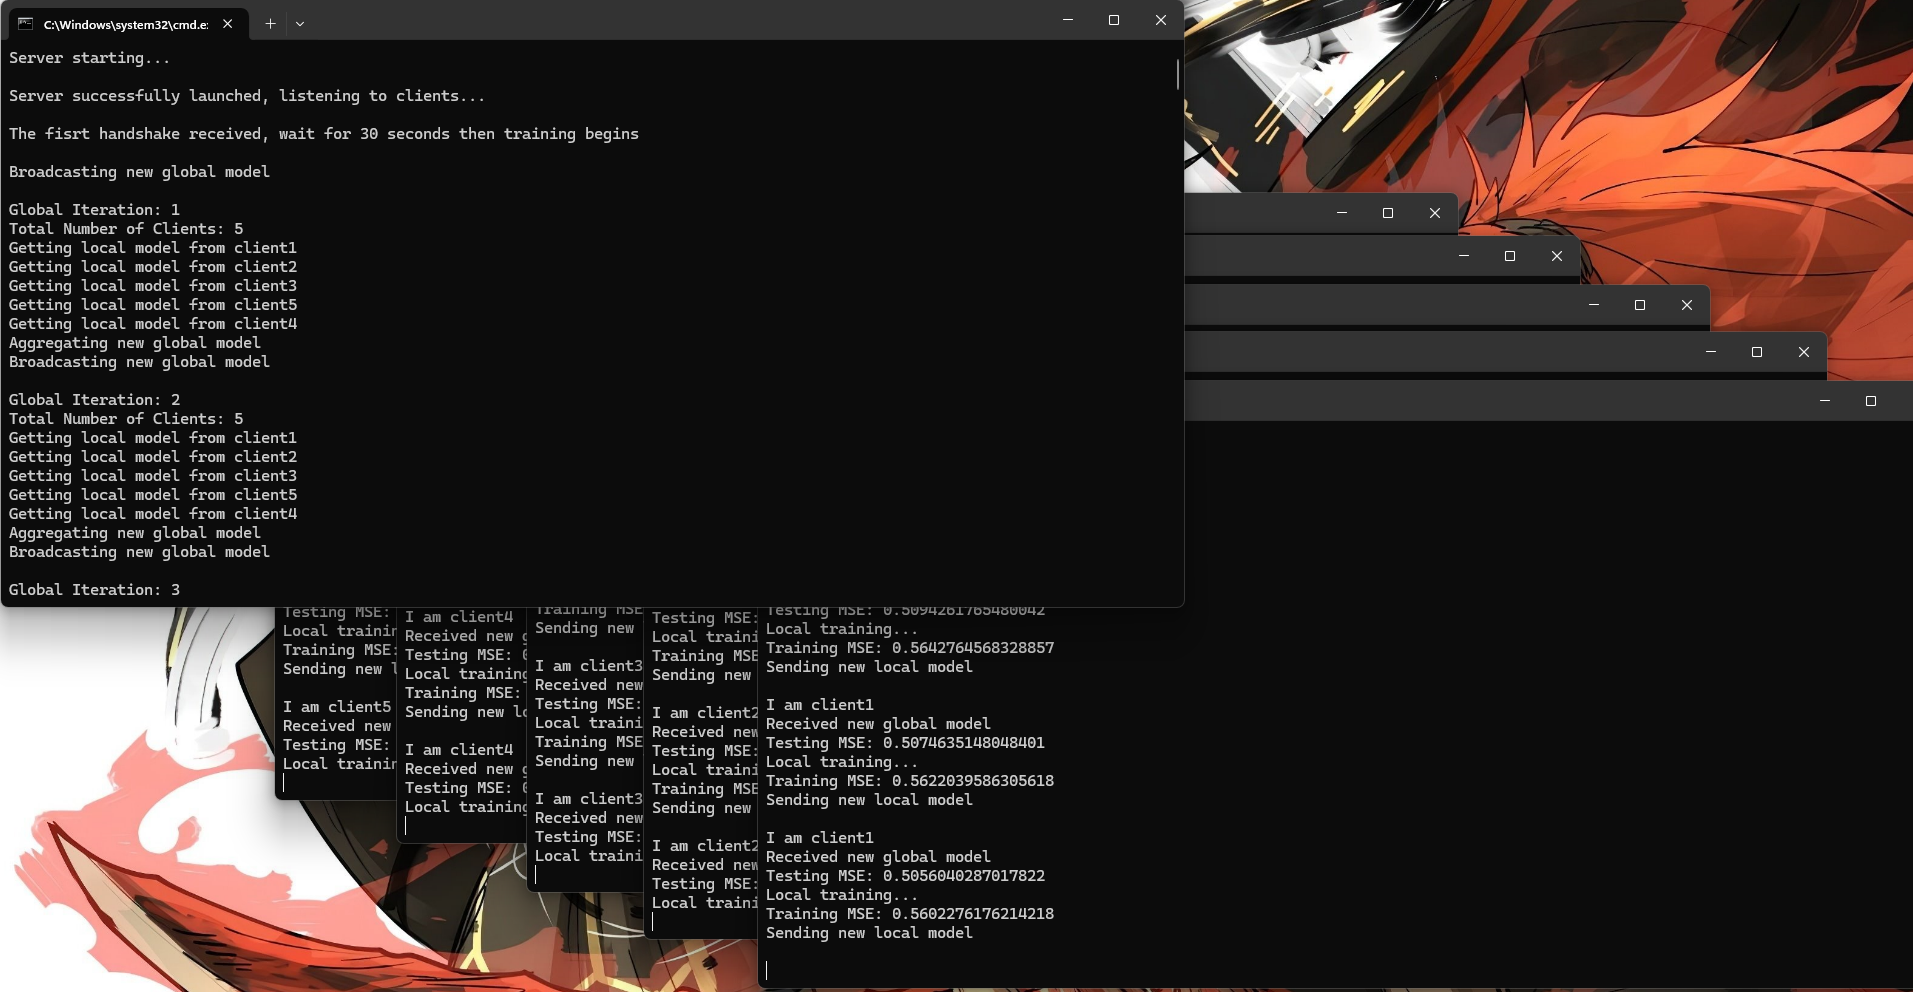 C:\Windows\system32\cmd.e:
Server starting...
Server successfully launched, listening to clients...
The fisrt handshake received, wait for 30 seconds then training begins
Broadcasting new global model
Global Iteration: 1
Total Number of Clients: 5
Getting local model from client1
Getting local model from client2
Getting local model from client3
Getting local model from client5
Getting local model from client4
Aggregating new global model
Broadcasting new global model
Global Iteration: 2
Total Number of Clients: 5
Getting local model from client1
Getting local model from client2
Getting local model from client3
Getting local model from client5
Getting local model from client4
Aggregating new global model
Broadcasting new global model
Global Iteration: 3
Testing MSE:
Local trainin
Training MSE:
Sending new l
I am client5
Received new
Testing MSE:
Local trainin
I am client4
Received new g
Testing MSE: 0
Local training
Training MSE:
Sending new lo
I am client4
Received new g
Testing MSE: 0
Local training
Training MSE
Sending new
I am client3
Received new
Testing MSE:
Local traini
Training MSE
Sending new
I am client3
Received new
Testing MSE:
Local traini
Testing MSE:
Local traini
Training MSE
Sending new
I am client2
Received new
Testing MSE:
Local traini
Training MSE
Sending new
I am client2
Received new
Testing MSE:
Local traini
Testing MSE: 0.5094261765480042
Local training...
Training MSE: 0.5642764568328857
Sending new local model
I am client1
Received new global model
Testing MSE: 0.5074635148048401
Local training...
Training MSE: 0.5622039586305618
Sending new local model
I am client1
Received new global model
Testing MSE: 0.5056040287017822
Local training...
Training MSE: 0.5602276176214218
Sending new local model